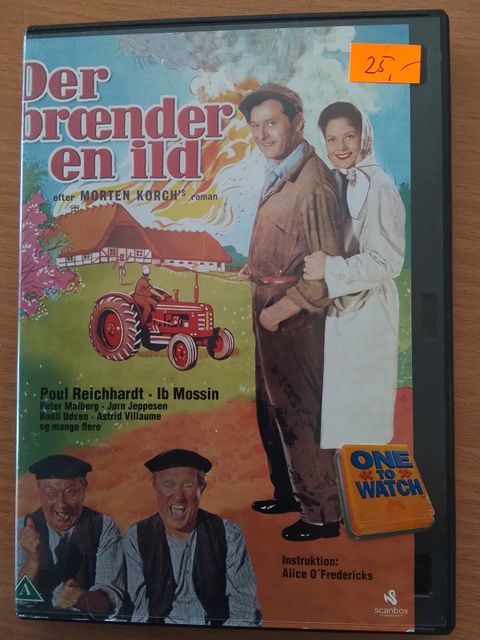 25,-
Der
brænder
en ild
efter MORTEN KORCH's roman
Poul Reichhardt · Ib Mossin
Peter Malberg · Jørn Jeppesen
Bodil Udsen · Astrid Villaume
og mange flere
ONE
TO
WATCH
Instruktion:
Alice O´Fredericks
A
scanbox